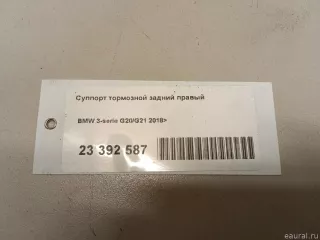 Суппорт тормозной задний правый
BMW 3-serie G20/G21 2018>
23 392 587
eaural.ru